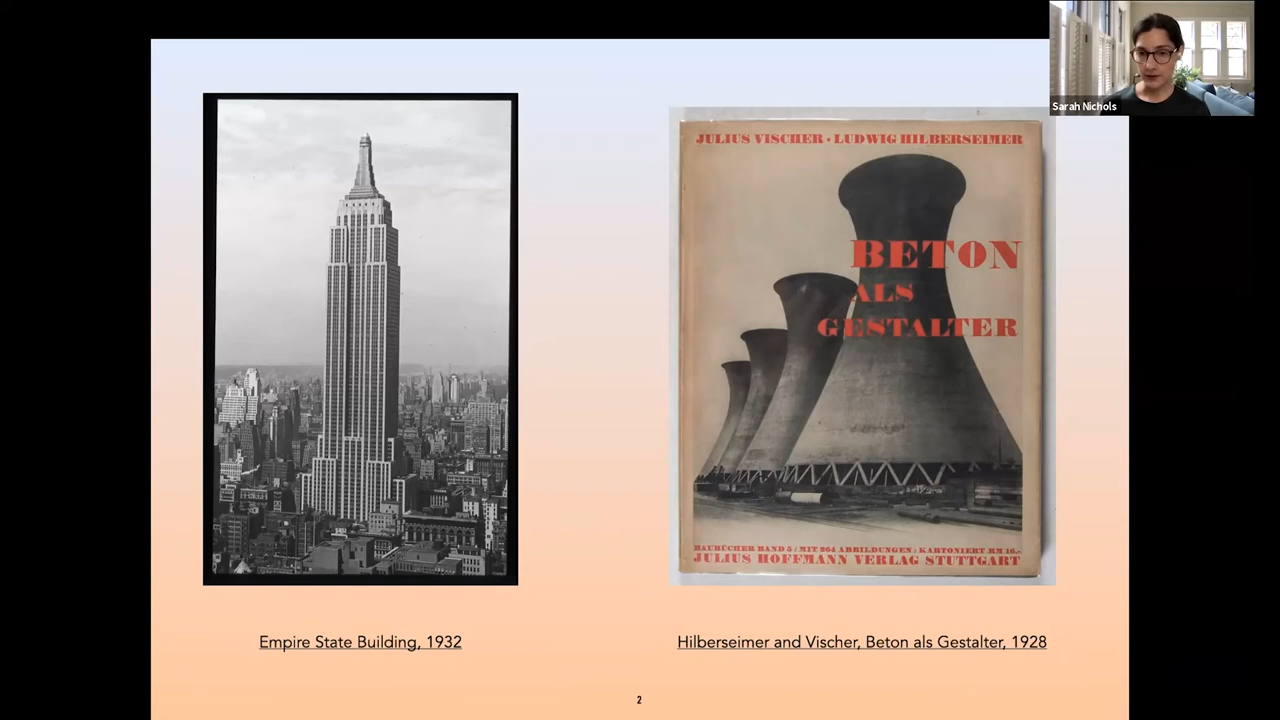 Sarah Nichols
JULIUS VISCHER · LUDWIG HILBERSEIMER
BETON
ALS
GESTALTER
BAUBÜCHER BAND 5 / MIT 264 ABBILDUNGEN / KARTONIERT RM 16.-
JULIUS HOFFMANN VERLAG STUTTGART
Empire State Building, 1932
Hilberseimer and Vischer, Beton als Gestalter, 1928
2